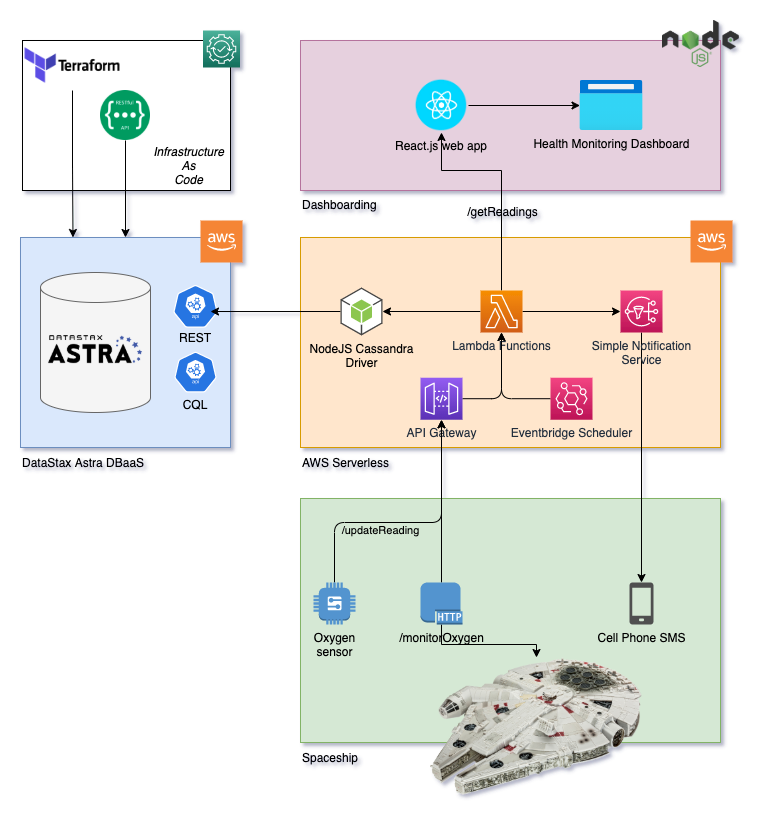 Terraform
RESTful
API
Infrastructure
As
Code
node
JS
React.js web app
Health Monitoring Dashboard
Dashboarding
/getReadings
aws
aws
DATASTAX
ASTRA
api
REST
api
CQL
DataStax Astra DBaaS
NodeJS Cassandra
Driver
Lambda Functions
Simple Notification
Service
API Gateway
Eventbridge Scheduler
AWS Serverless
/updateReading
Oxygen
sensor
HTTP
/monitorOxygen
Cell Phone SMS
Spaceship